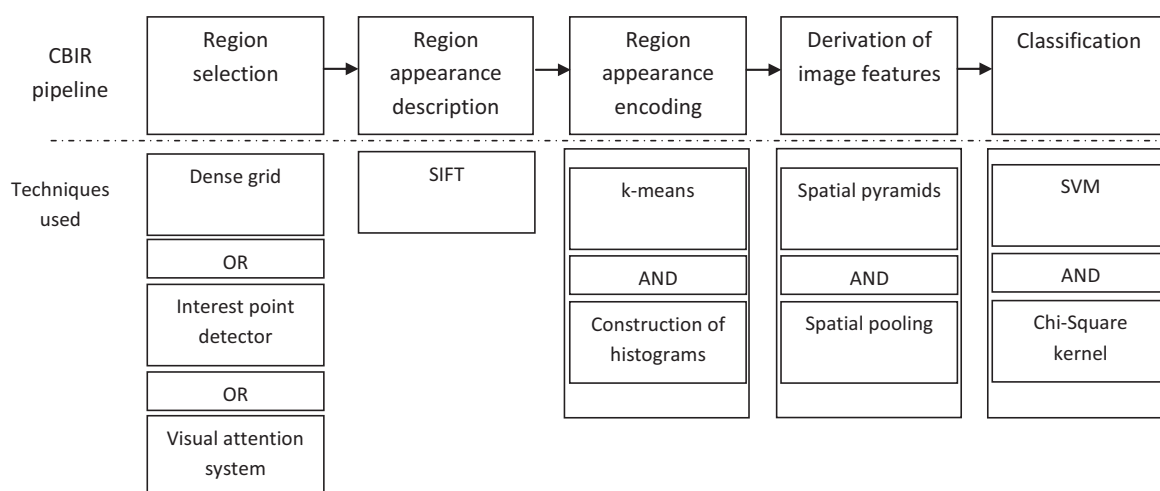 CBIR
pipeline
Region
selection
Region
appearance
description
Region
appearance
encoding
Derivation of
image features
Classification
Techniques
used
Dense grid
OR
Interest point
detector
OR
Visual attention
system
SIFT
k-means
AND
Construction of
histograms
Spatial pyramids
AND
Spatial pooling
SVM
AND
Chi-Square
kernel